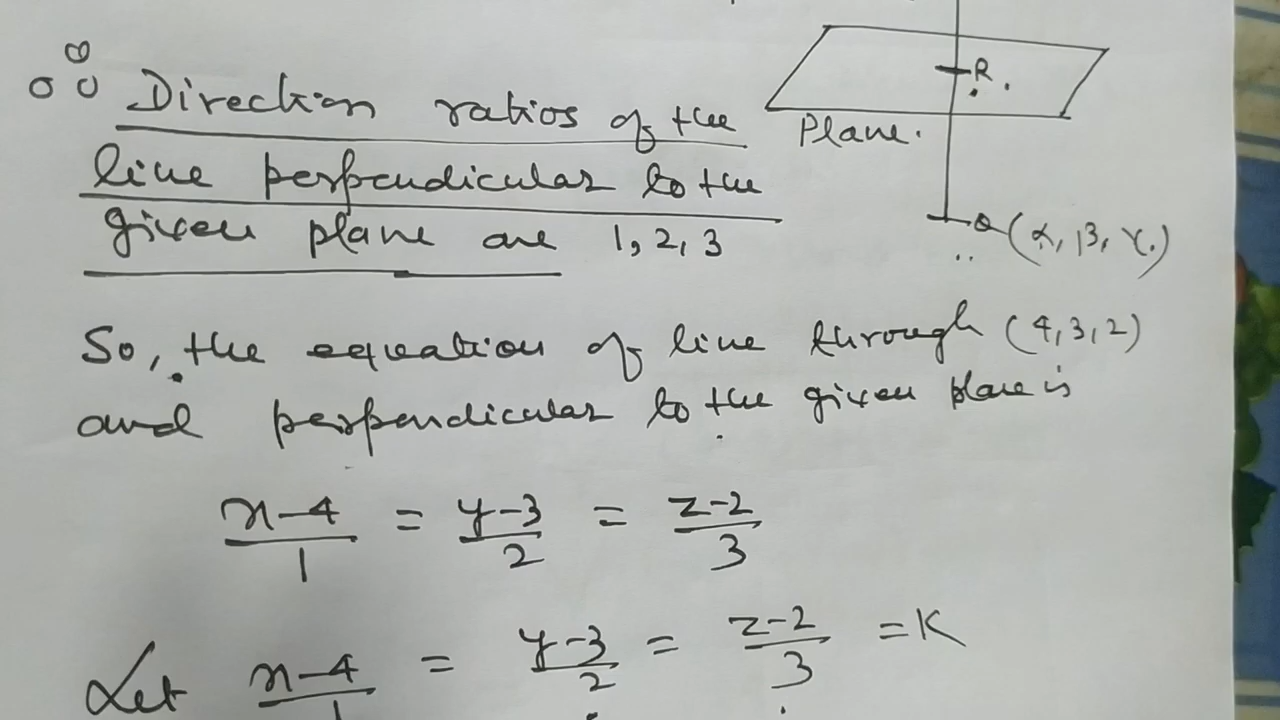 ∵ Direction ratios of the
line perpendicular to the
given plane are 1, 2, 3
R
Plane.
Q(α, β, γ.)
So, the equation of line through (4,3,2)
and perpendicular to the given plane is
x-4/1 = y-3/2 = z-2/3
Let x-4/1 = y-3/2 = z-2/3 = K